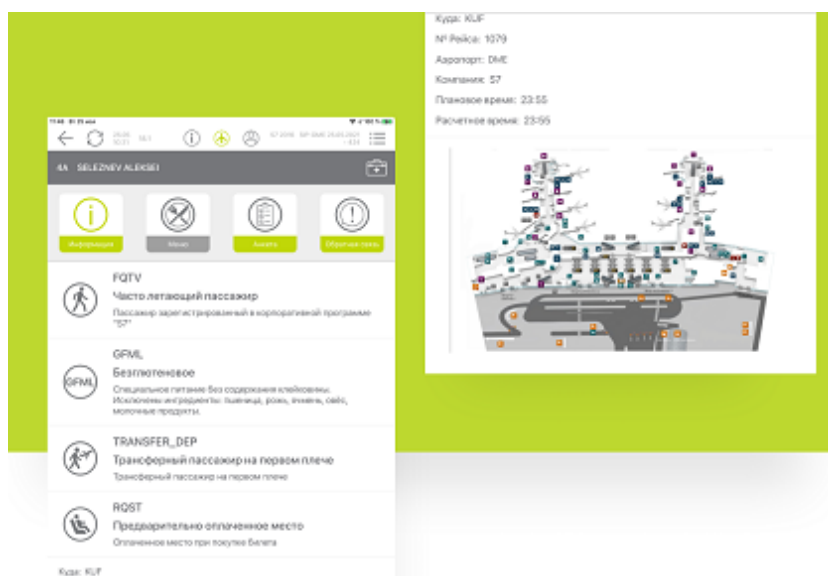 Куда: KUF
№ Рейса: 1079
Аэропорт: DME
Компания: S7
Плановое время: 23:55
Расчетное время: 23:55
4A SELEZNEV ALEKSEI
Информация
Меню
Анкета
Обратная связь
FQTV
Часто летающий пассажир
Пассажир зарегистрированный в корпоративной программе
"S7"
GFML
GFML
Безглютеновое
Специальное питание без содержания клейковины.
Исключены ингредиенты: пшеница, рожь, ячмень, овёс,
молочные продукты.
TRANSFER_DEP
Трансферный пассажир на первом плече
Трансферный пассажир на первом плече
RQST
Предварительно оплаченное место
Оплаченное место при покупке билета
Куда: KUF